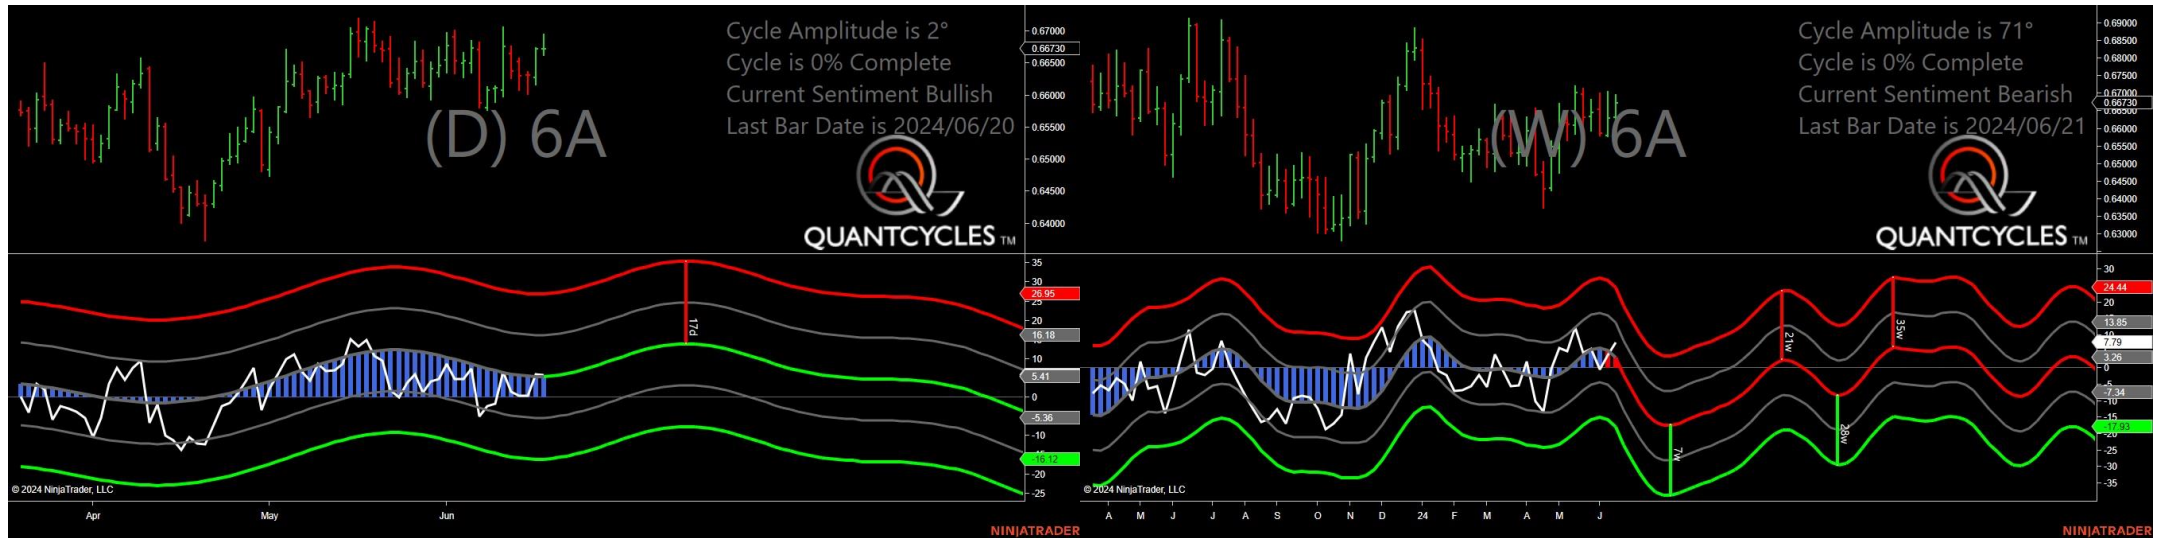 Cycle Amplitude is 2°
Cycle is 0% Complete
Current Sentiment Bullish
Last Bar Date is 2024/06/20
(D) 6A
QUANTCYCLES TM
0.67000
0.66730
0.66500
0.66000
0.65500
0.65000
0.64500
0.64000
35
30
26.95
25
20
16.18
10
5.41
0
-5.36
-10
-16.12
-20
-25
17d
© 2024 NinjaTrader, LLC
Apr May Jun
NINJATRADER
Cycle Amplitude is 71°
Cycle is 0% Complete
Current Sentiment Bearish
Last Bar Date is 2024/06/21
(W) 6A
QUANTCYCLES TM
0.69000
0.68500
0.68000
0.67500
0.67000
0.66730
0.66500
0.66000
0.65500
0.65000
0.64500
0.64000
0.63500
0.63000
30
24.44
20
13.85
10
7.79
3.26
0
-5
-7.34
-10
-15
-17.93
-20
-25
-30
-35
7w
21w
28w
35w
© 2024 NinjaTrader, LLC
A M J J A S O N D 24 F M A M J
NINJATRADER